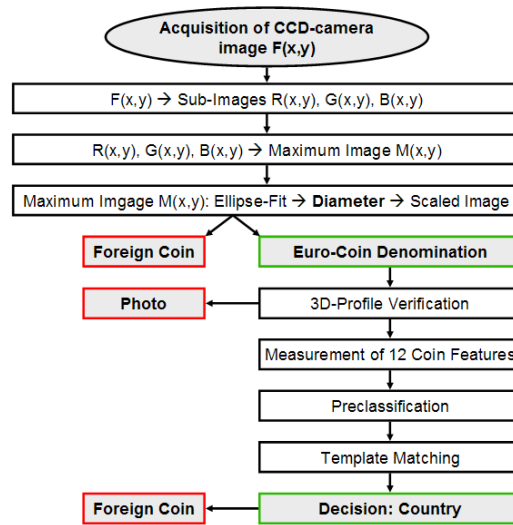 Acquisition of CCD-camera
image F(x,y)
F(x,y) → Sub-Images R(x,y), G(x,y), B(x,y)
R(x,y), G(x,y), B(x,y) → Maximum Image M(x,y)
Maximum Imgage M(x,y): Ellipse-Fit → Diameter → Scaled Image
Foreign Coin
Euro-Coin Denomination
Photo
3D-Profile Verification
Measurement of 12 Coin Features
Preclassification
Template Matching
Foreign Coin
Decision: Country